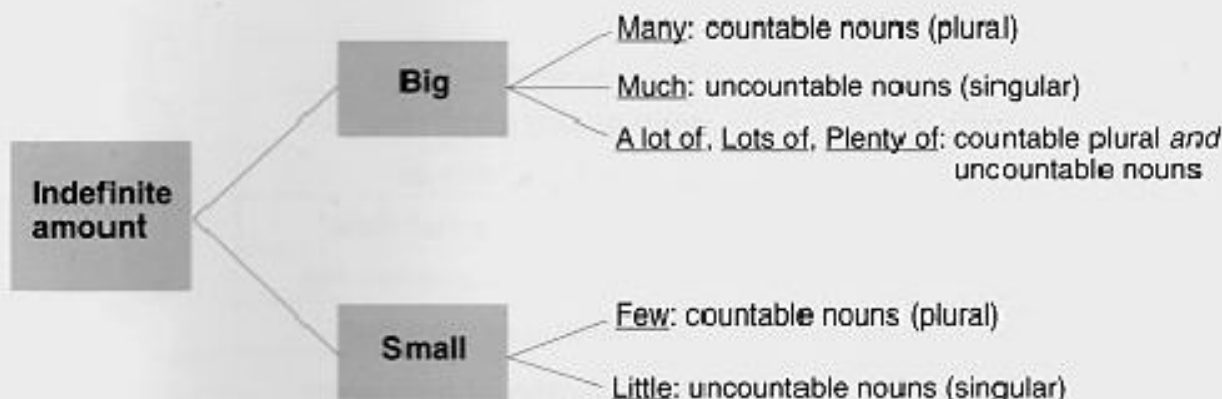 Indefinite
amount
Big
Many: countable nouns (plural)
Much: uncountable nouns (singular)
A lot of, Lots of, Plenty of: countable plural and
uncountable nouns
Small
Few: countable nouns (plural)
Little: uncountable nouns (singular)